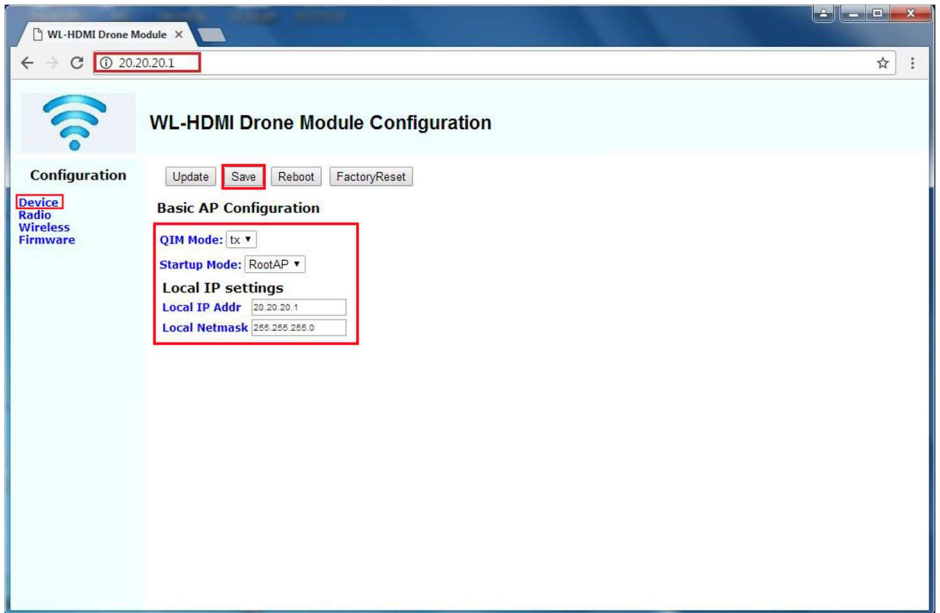 WL-HDMI Drone Module
20.20.20.1
WL-HDMI Drone Module Configuration
Configuration
Device
Radio
Wireless
Firmware
Update Save Reboot FactoryReset
Basic AP Configuration
QIM Mode: tx
Startup Mode: RootAP
Local IP settings
Local IP Addr 20.20.20.1
Local Netmask 255.255.255.0